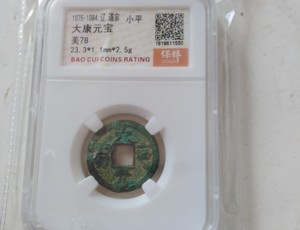 1075-1084 辽 道宗 小平
大康元宝
美78
23.3*1.1mm*2.5g
BAO CUI COINS RATING
保粹